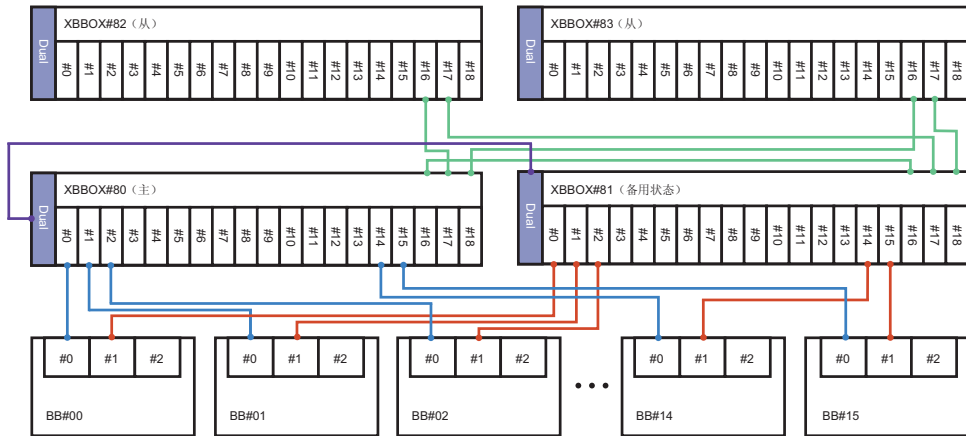 XBBOX#82（从）
Dual
#0 #1 #2 #3 #4 #5 #6 #7 #8 #9 #10 #11 #12 #13 #14 #15 #16 #17 #18
XBBOX#83（从）
Dual
#0 #1 #2 #3 #4 #5 #6 #7 #8 #9 #10 #11 #12 #13 #14 #15 #16 #17 #18
XBBOX#80（主）
Dual
#0 #1 #2 #3 #4 #5 #6 #7 #8 #9 #10 #11 #12 #13 #14 #15 #16 #17 #18
XBBOX#81（备用状态）
Dual
#0 #1 #2 #3 #4 #5 #6 #7 #8 #9 #10 #11 #12 #13 #14 #15 #16 #17 #18
#0 #1 #2
BB#00
#0 #1 #2
BB#01
#0 #1 #2
BB#02
•••
#0 #1 #2
BB#14
#0 #1 #2
BB#15